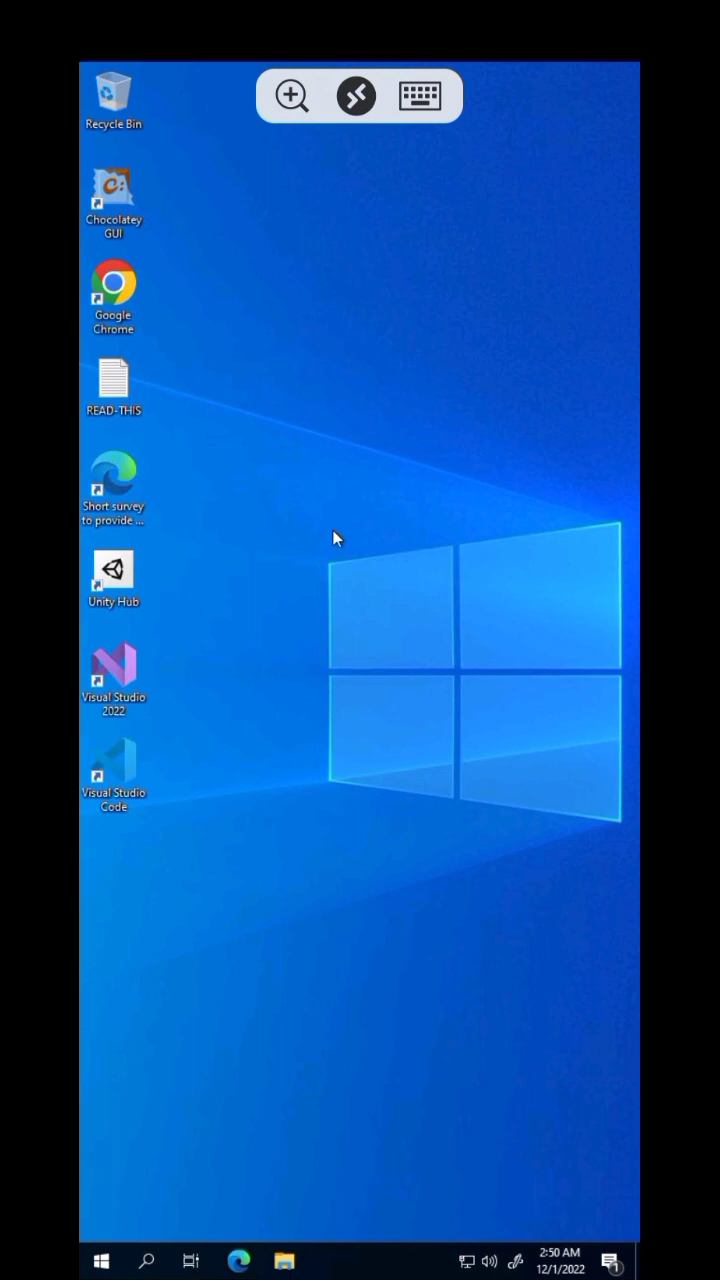 Recycle Bin
Chocolatey
GUI
Google
Chrome
READ-THIS
Short survey
to provide ...
Unity Hub
Visual Studio
2022
Visual Studio
Code
2:50 AM
12/1/2022
1